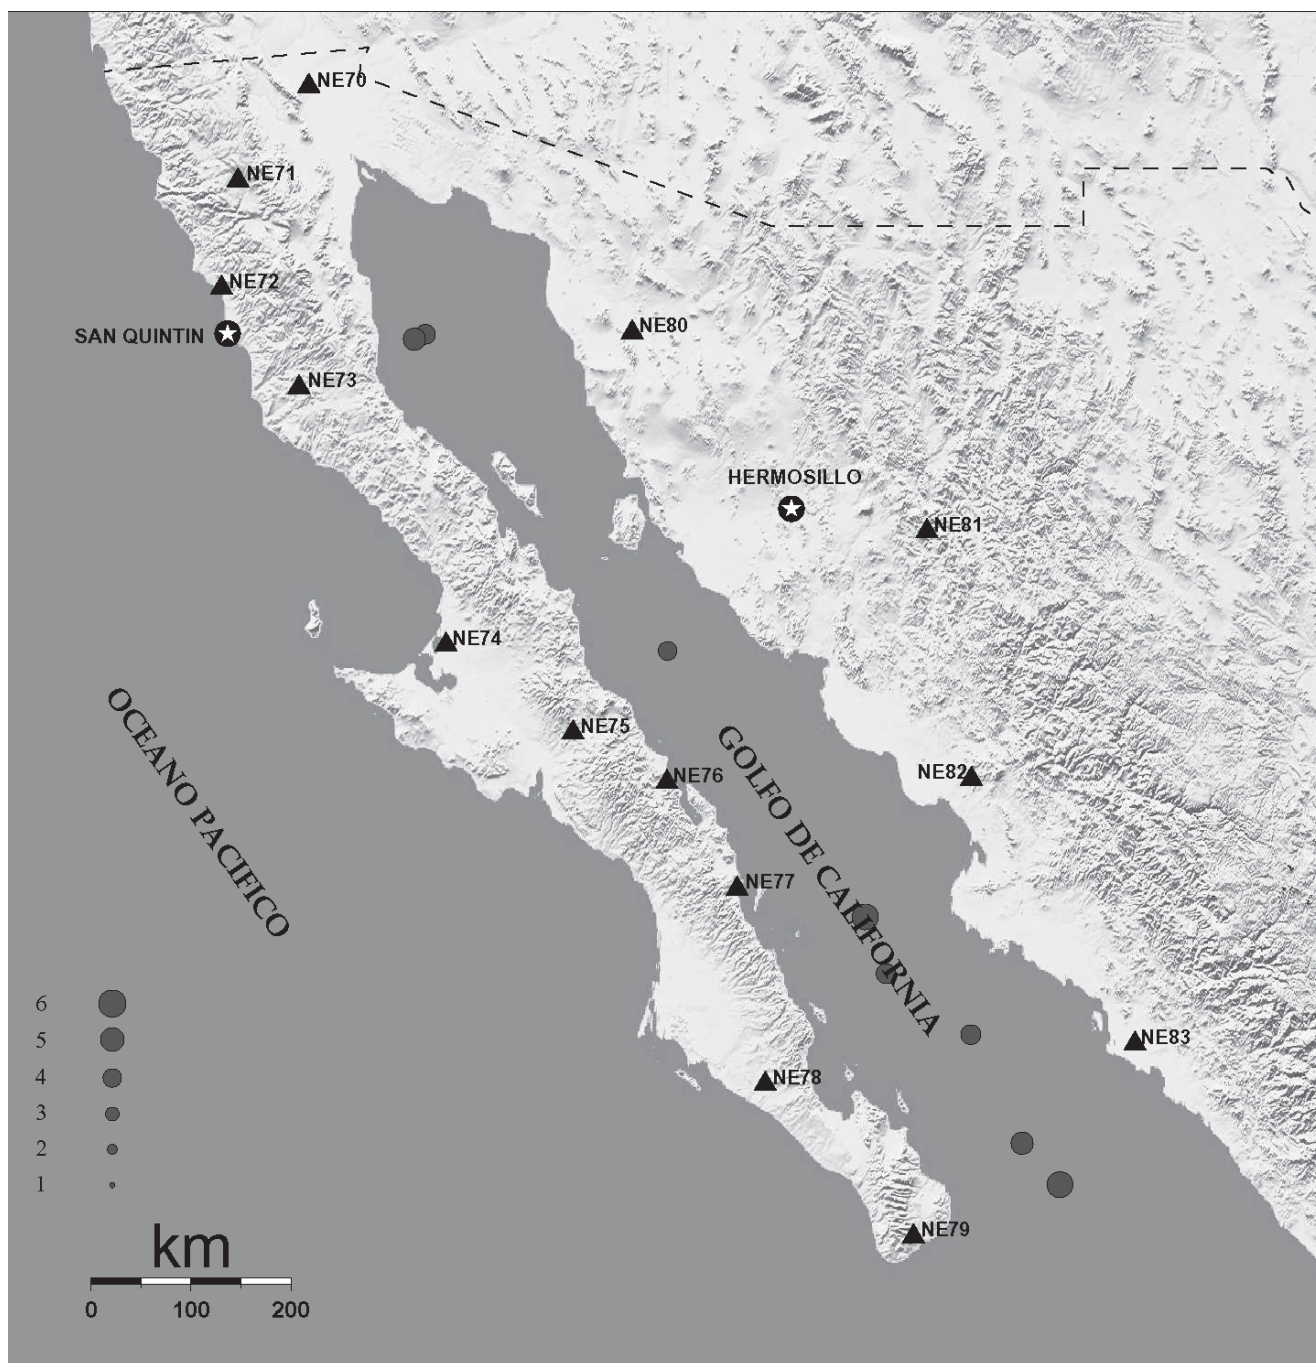 NE70
NE71
NE72
SAN QUINTIN
NE80
NE73
HERMOSILLO
NE81
NE74
OCEANO PACIFICO
NE75
GOLFO DE CALIFORNIA
NE76
NE82
NE77
6
5
4
3
2
1
NE83
NE78
NE79
km
0 100 200